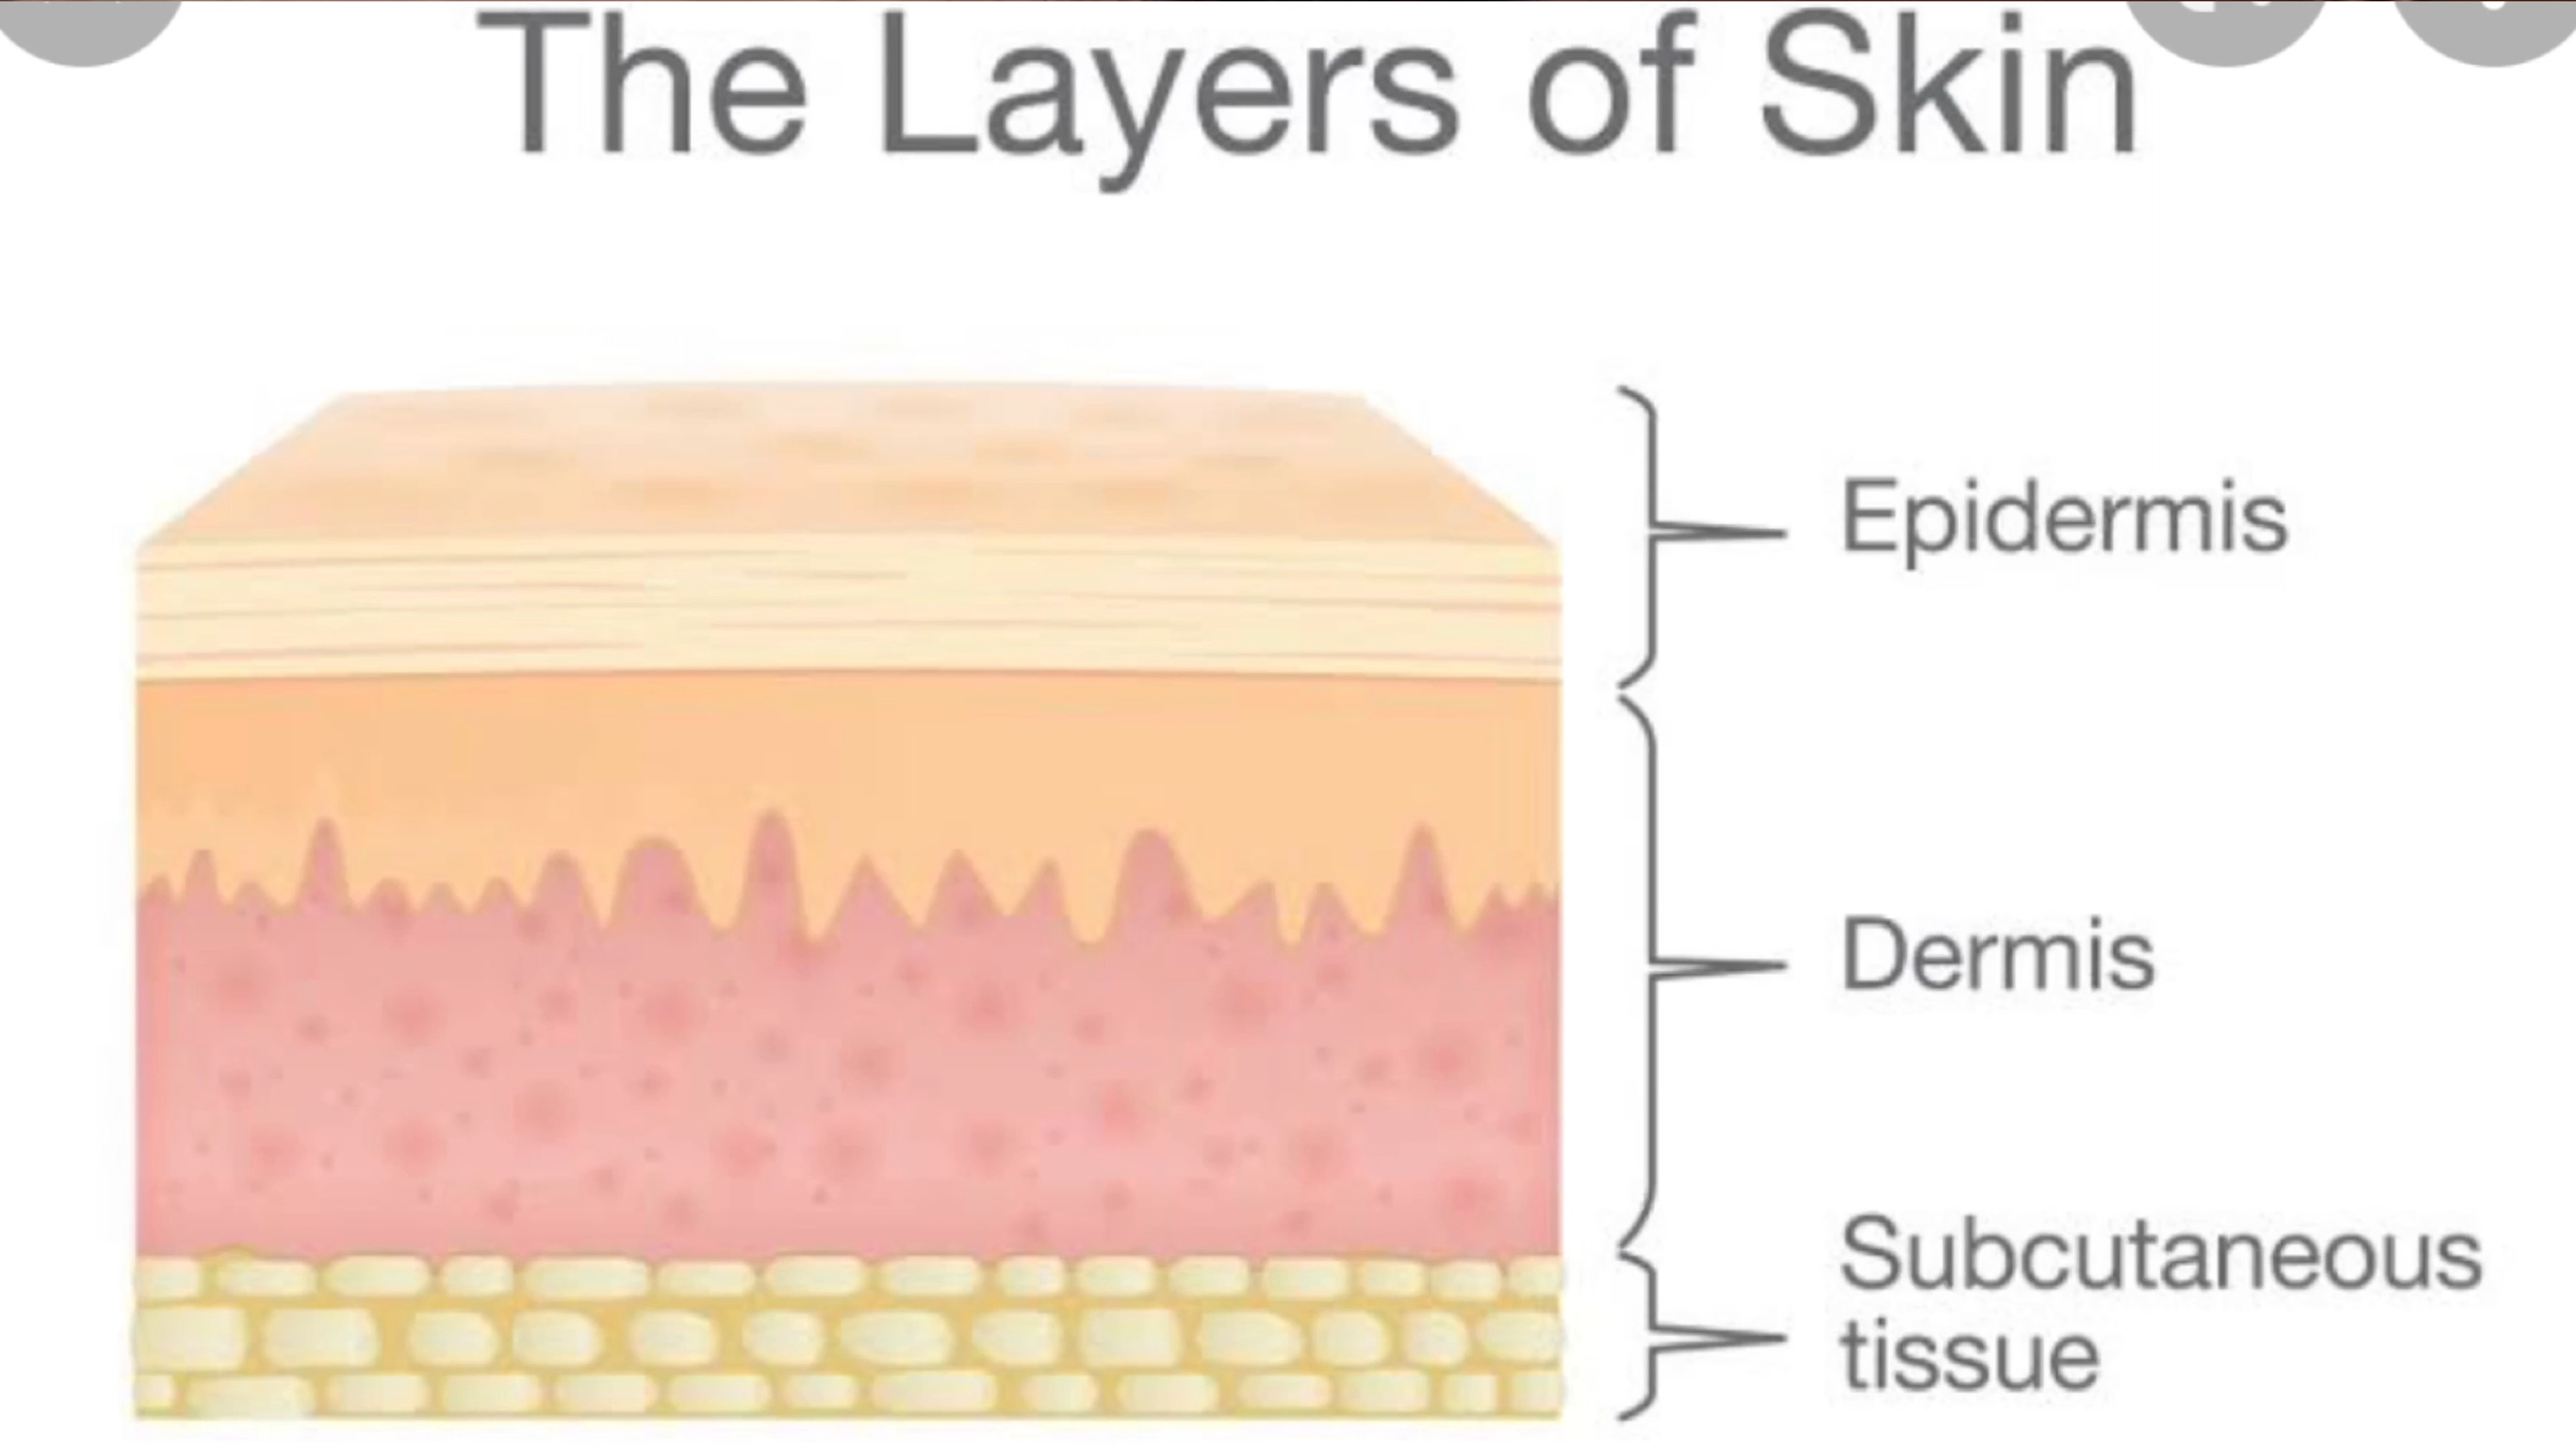 The Layers of Skin
Epidermis
Dermis
Subcutaneous
tissue